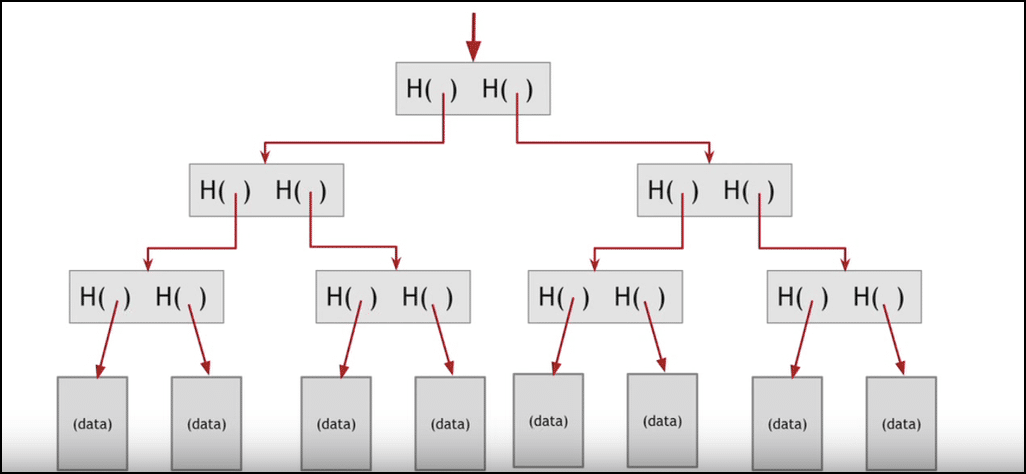 H( ) H( )
H( ) H( ) H( ) H( )
H( ) H( ) H( ) H( ) H( ) H( ) H( ) H( )
(data) (data) (data) (data) (data) (data) (data) (data)